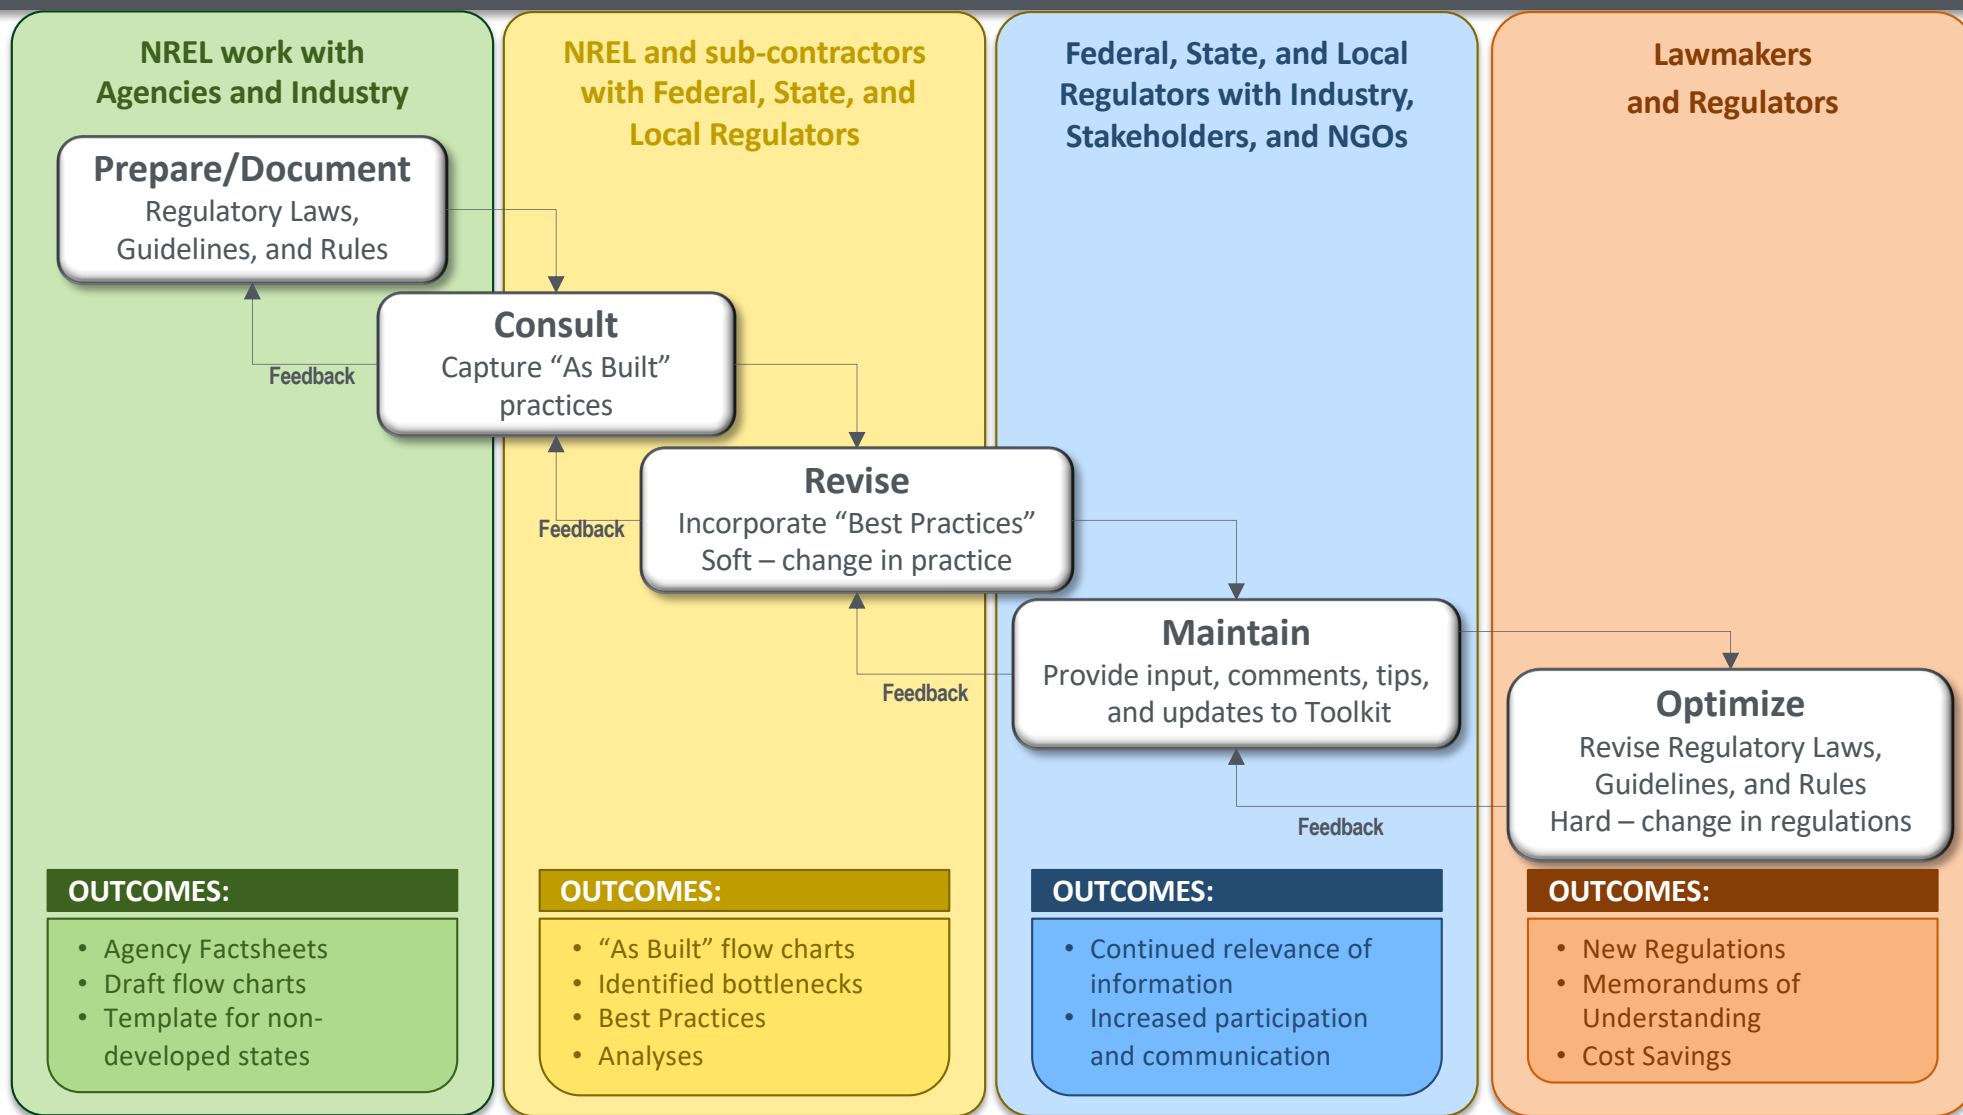 NREL work with
Agencies and Industry
NREL and sub-contractors
with Federal, State, and
Local Regulators
Federal, State, and Local
Regulators with Industry,
Stakeholders, and NGOs
Lawmakers
and Regulators
Prepare/Document
Regulatory Laws,
Guidelines, and Rules
Feedback
Consult
Capture “As Built”
practices
Feedback
Revise
Incorporate “Best Practices”
Soft – change in practice
Feedback
Maintain
Provide input, comments, tips,
and updates to Toolkit
Feedback
Optimize
Revise Regulatory Laws,
Guidelines, and Rules
Hard – change in regulations
OUTCOMES:
• Agency Factsheets
• Draft flow charts
• Template for non-
developed states
OUTCOMES:
• “As Built” flow charts
• Identified bottlenecks
• Best Practices
• Analyses
OUTCOMES:
• Continued relevance of
information
• Increased participation
and communication
OUTCOMES:
• New Regulations
• Memorandums of
Understanding
• Cost Savings